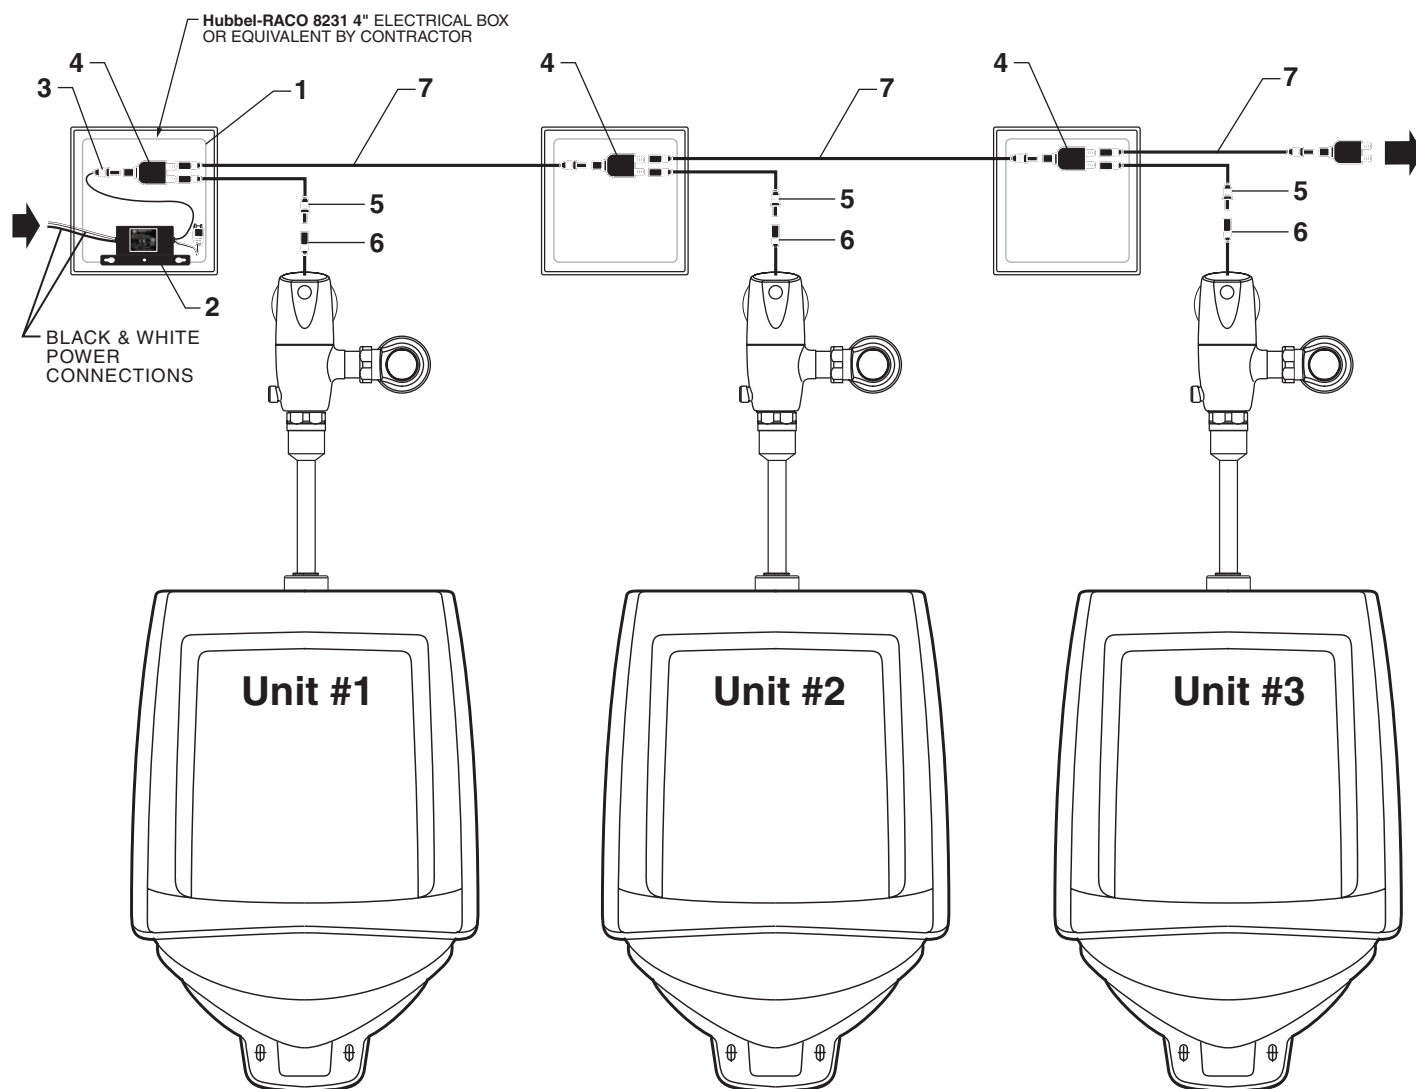 Hubbel-RACO 8231 4" ELECTRICAL BOX
OR EQUIVALENT BY CONTRACTOR
4
3
1
7
4
7
4
7
5
6
5
6
5
6
2
BLACK & WHITE
POWER
CONNECTIONS
Unit #1
Unit #2
Unit #3